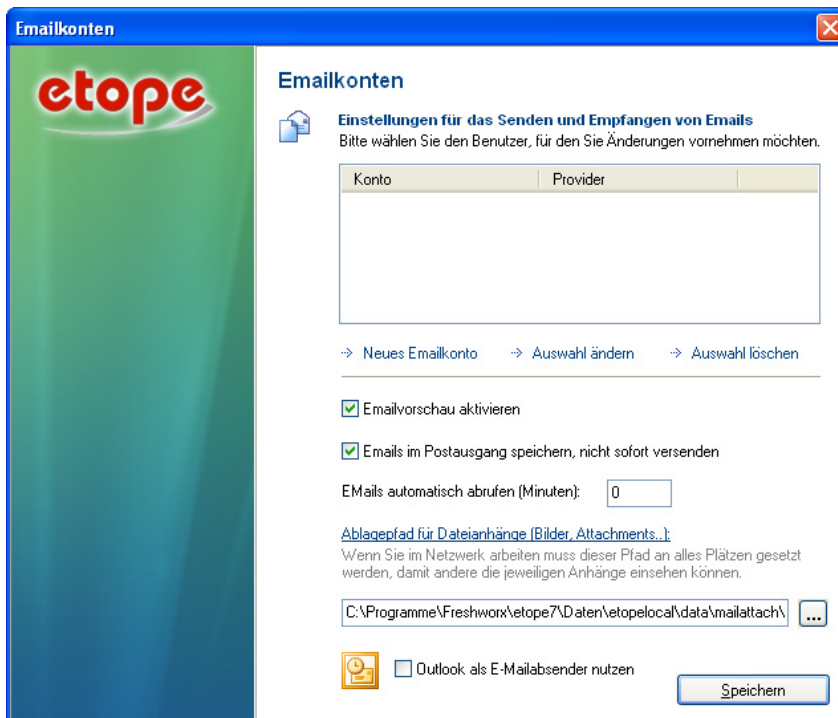 Emailkonten
etope
Emailkonten
Einstellungen für das Senden und Empfangen von Emails
Bitte wählen Sie den Benutzer, für den Sie Änderungen vornehmen möchten.
Konto Provider
Neues Emailkonto Auswahl ändern Auswahl löschen
Emailvorschau aktivieren
Emails im Postausgang speichern, nicht sofort versenden
EMails automatisch abrufen (Minuten): 0
Ablagepfad für Dateianhänge (Bilder, Attachments..):
Wenn Sie im Netzwerk arbeiten muss dieser Pfad an alles Plätzen gesetzt
werden, damit andere die jeweiligen Anhänge einsehen können.
C:\Programme\Freshworx\etope7\Daten\etopelocal\data\mailattach\ ...
Outlook als E-Mailabsender nutzen
Speichern